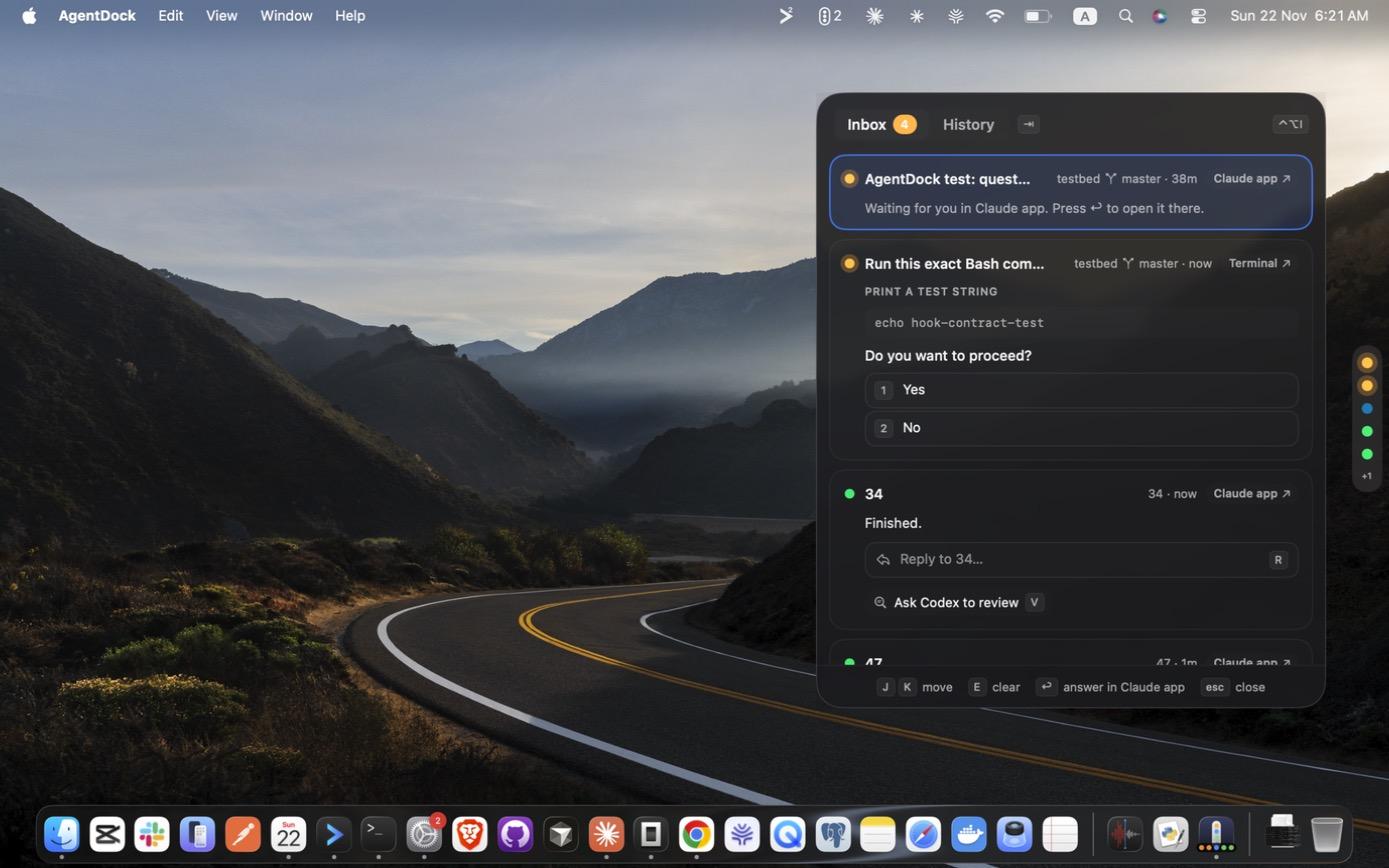 AgentDock Edit View Window Help 2 2 A Sun 22 Nov 6:21 AM
Inbox 4 History ⇥ ^⌥I
AgentDock test: quest... testbed master · 38m Claude app ↗
Waiting for you in Claude app. Press ↩ to open it there.
Run this exact Bash com... testbed master · now Terminal ↗
PRINT A TEST STRING
echo hook-contract-test
Do you want to proceed?
1 Yes
2 No
34 34 · now Claude app ↗
Finished.
Reply to 34... R
Ask Codex to review V
47 47 · 1m Claude app ↗
J K move E clear ↩ answer in Claude app esc close
+1
Sun
22
>_
2